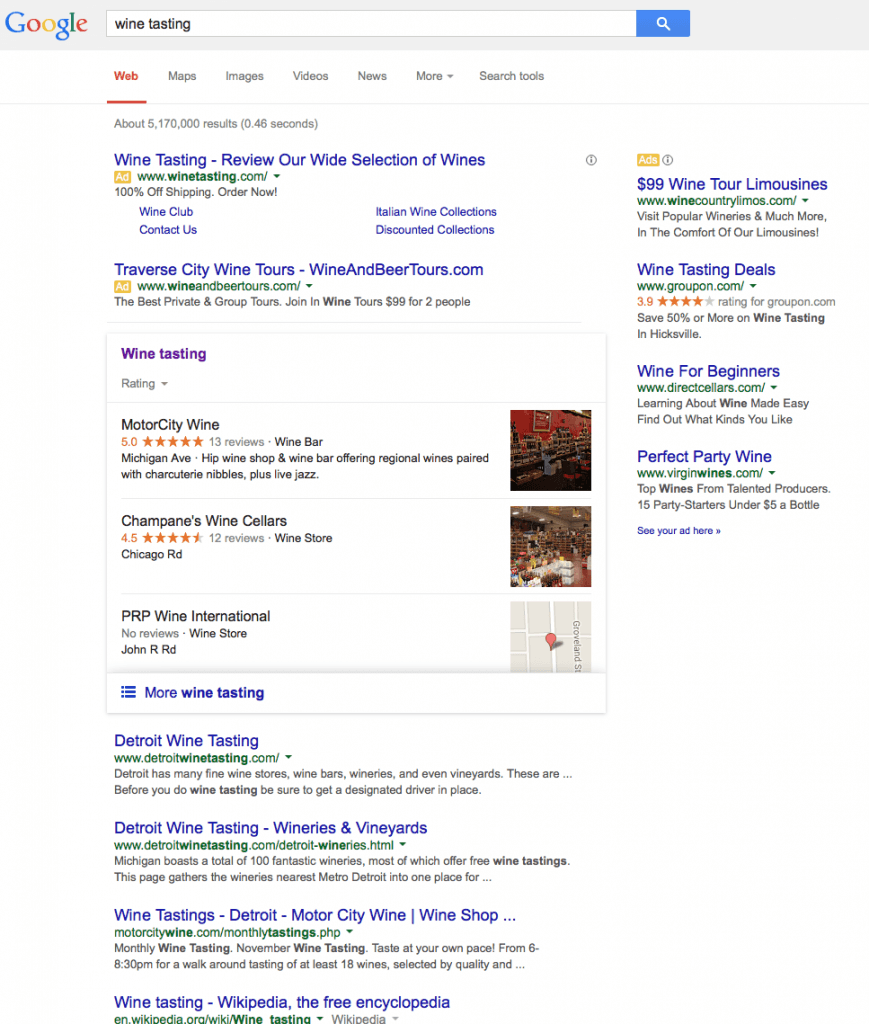 Google
wine tasting
Web Maps Images Videos News More Search tools
About 5,170,000 results (0.46 seconds)
Wine Tasting - Review Our Wide Selection of Wines
Ad www.winetasting.com/
100% Off Shipping. Order Now!
Wine Club Italian Wine Collections
Contact Us Discounted Collections
Traverse City Wine Tours - WineAndBeerTours.com
Ad www.wineandbeertours.com/
The Best Private & Group Tours. Join In Wine Tours $99 for 2 people
Wine tasting
Rating
MotorCity Wine
5.0 ★★★★★ 13 reviews · Wine Bar
Michigan Ave · Hip wine shop & wine bar offering regional wines paired
with charcuterie nibbles, plus live jazz.
Champane's Wine Cellars
4.5 ★★★★★ 12 reviews · Wine Store
Chicago Rd
PRP Wine International
No reviews · Wine Store
John R Rd
Groveland St
More wine tasting
Detroit Wine Tasting
www.detroitwinetasting.com/
Detroit has many fine wine stores, wine bars, wineries, and even vineyards. These are ...
Before you do wine tasting be sure to get a designated driver in place.
Detroit Wine Tasting - Wineries & Vineyards
www.detroitwinetasting.com/detroit-wineries.html
Michigan boasts a total of 100 fantastic wineries, most of which offer free wine tastings.
This page gathers the wineries nearest Metro Detroit into one place for ...
Wine Tastings - Detroit - Motor City Wine | Wine Shop ...
motorcitywine.com/monthlytastings.php
Monthly Wine Tasting. November Wine Tasting. Taste at your own pace! From 6-
8:30pm for a walk around tasting of at least 18 wines, selected by quality and ...
Wine tasting - Wikipedia, the free encyclopedia
en.wikipedia.org/wiki/Wine_tasting Wikipedia
Ads
$99 Wine Tour Limousines
www.winecountrylimos.com/
Visit Popular Wineries & Much More,
In The Comfort Of Our Limousines!
Wine Tasting Deals
www.groupon.com/
3.9 ★★★★★ rating for groupon.com
Save 50% or More on Wine Tasting
In Hicksville.
Wine For Beginners
www.directcellars.com/
Learning About Wine Made Easy
Find Out What Kinds You Like
Perfect Party Wine
www.virginwines.com/
Top Wines From Talented Producers.
15 Party-Starters Under $5 a Bottle
See your ad here »